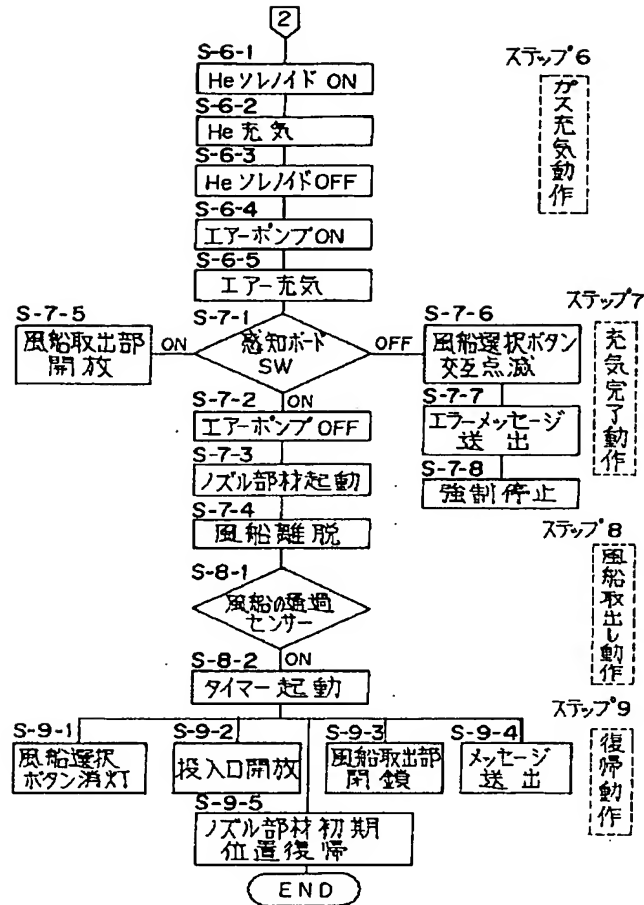 2
S-6-1
Heソレノイド ON
S-6-2
He 充気
S-6-3
HeソレノイドOFF
S-6-4
エアーポンプON
S-6-5
エアー充気
ステップ6
ガス充気動作
S-7-5
風船取出部
開放
ON
S-7-1
感知ボード
SW
OFF
S-7-6
風船選択ボタン
交互点滅
ステップ7
充気完了動作
ON
S-7-2
エアーポンプOFF
S-7-7
エラーメッセージ
送出
S-7-3
ノズル部材起動
S-7-8
強制停止
S-7-4
風船離脱
S-8-1
風船の通過
センサー
ステップ8
風船取出し動作
ON
S-8-2
タイマー起動
ステップ9
復帰動作
S-9-1
風船選択
ボタン消灯
S-9-2
投入口開放
S-9-3
風船取出部
閉鎖
S-9-4
メッセージ
送出
S-9-5
ノズル部材初期
位置復帰
END